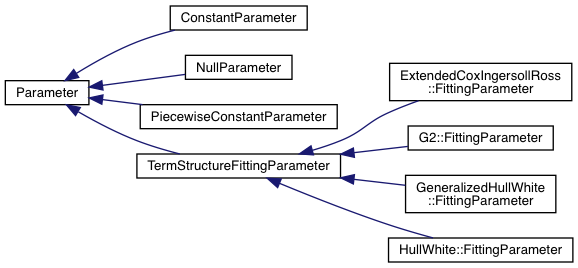 ConstantParameter
NullParameter
Parameter
PiecewiseConstantParameter
TermStructureFittingParameter
ExtendedCoxIngersollRoss
::FittingParameter
G2::FittingParameter
GeneralizedHullWhite
::FittingParameter
HullWhite::FittingParameter